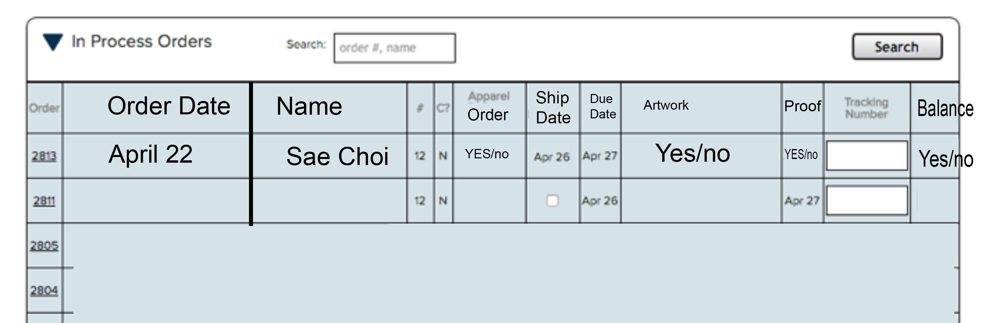 In Process Orders Search: order #, name Search
Order Order Date Name # C? Apparel Order Ship Date Due Date Artwork Proof Tracking Number Balance
2813 April 22 Sae Choi 12 N YES/no Apr 26 Apr 27 Yes/no YES/no Yes/no
2811 12 N Apr 26 Apr 27
2805
2804